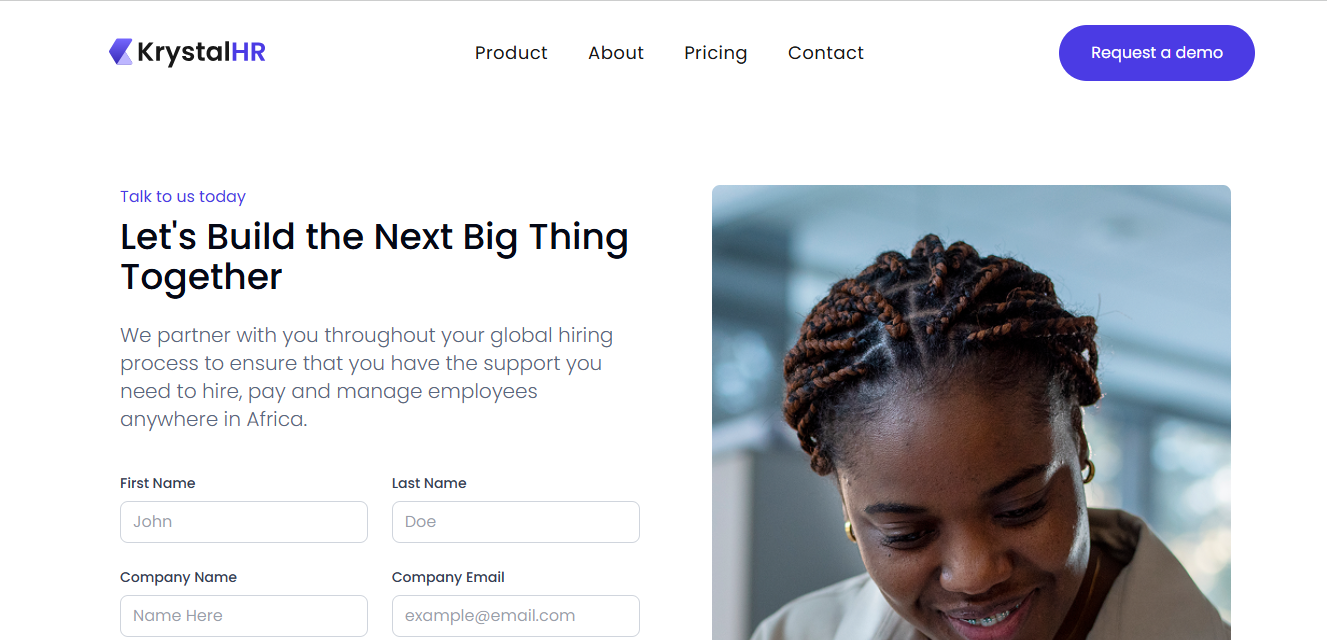 KrystalHR
Product
About
Pricing
Contact
Request a demo
Talk to us today
Let's Build the Next Big Thing
Together
We partner with you throughout your global hiring
process to ensure that you have the support you
need to hire, pay and manage employees
anywhere in Africa.
First Name
Last Name
John
Doe
Company Name
Company Email
Name Here
example@email.com